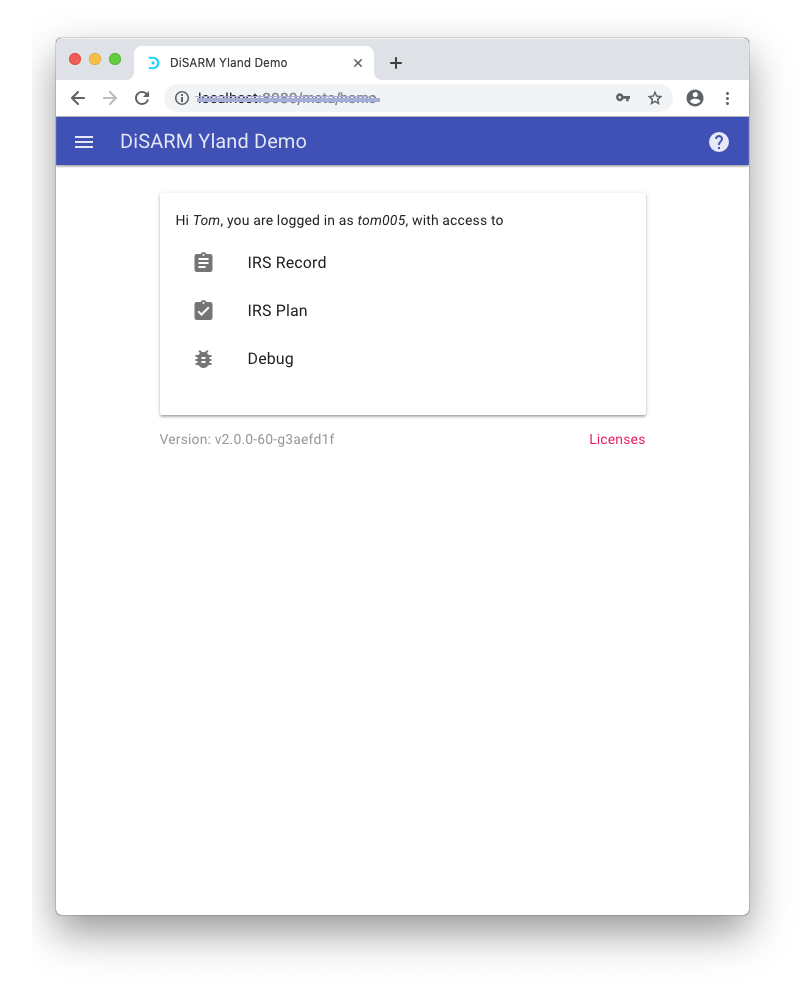 DiSARM Yland Demo
localhost:8080/meta/home
DiSARM Yland Demo
Hi Tom, you are logged in as tom005, with access to
IRS Record
IRS Plan
Debug
Version: v2.0.0-60-g3aefd1f
Licenses